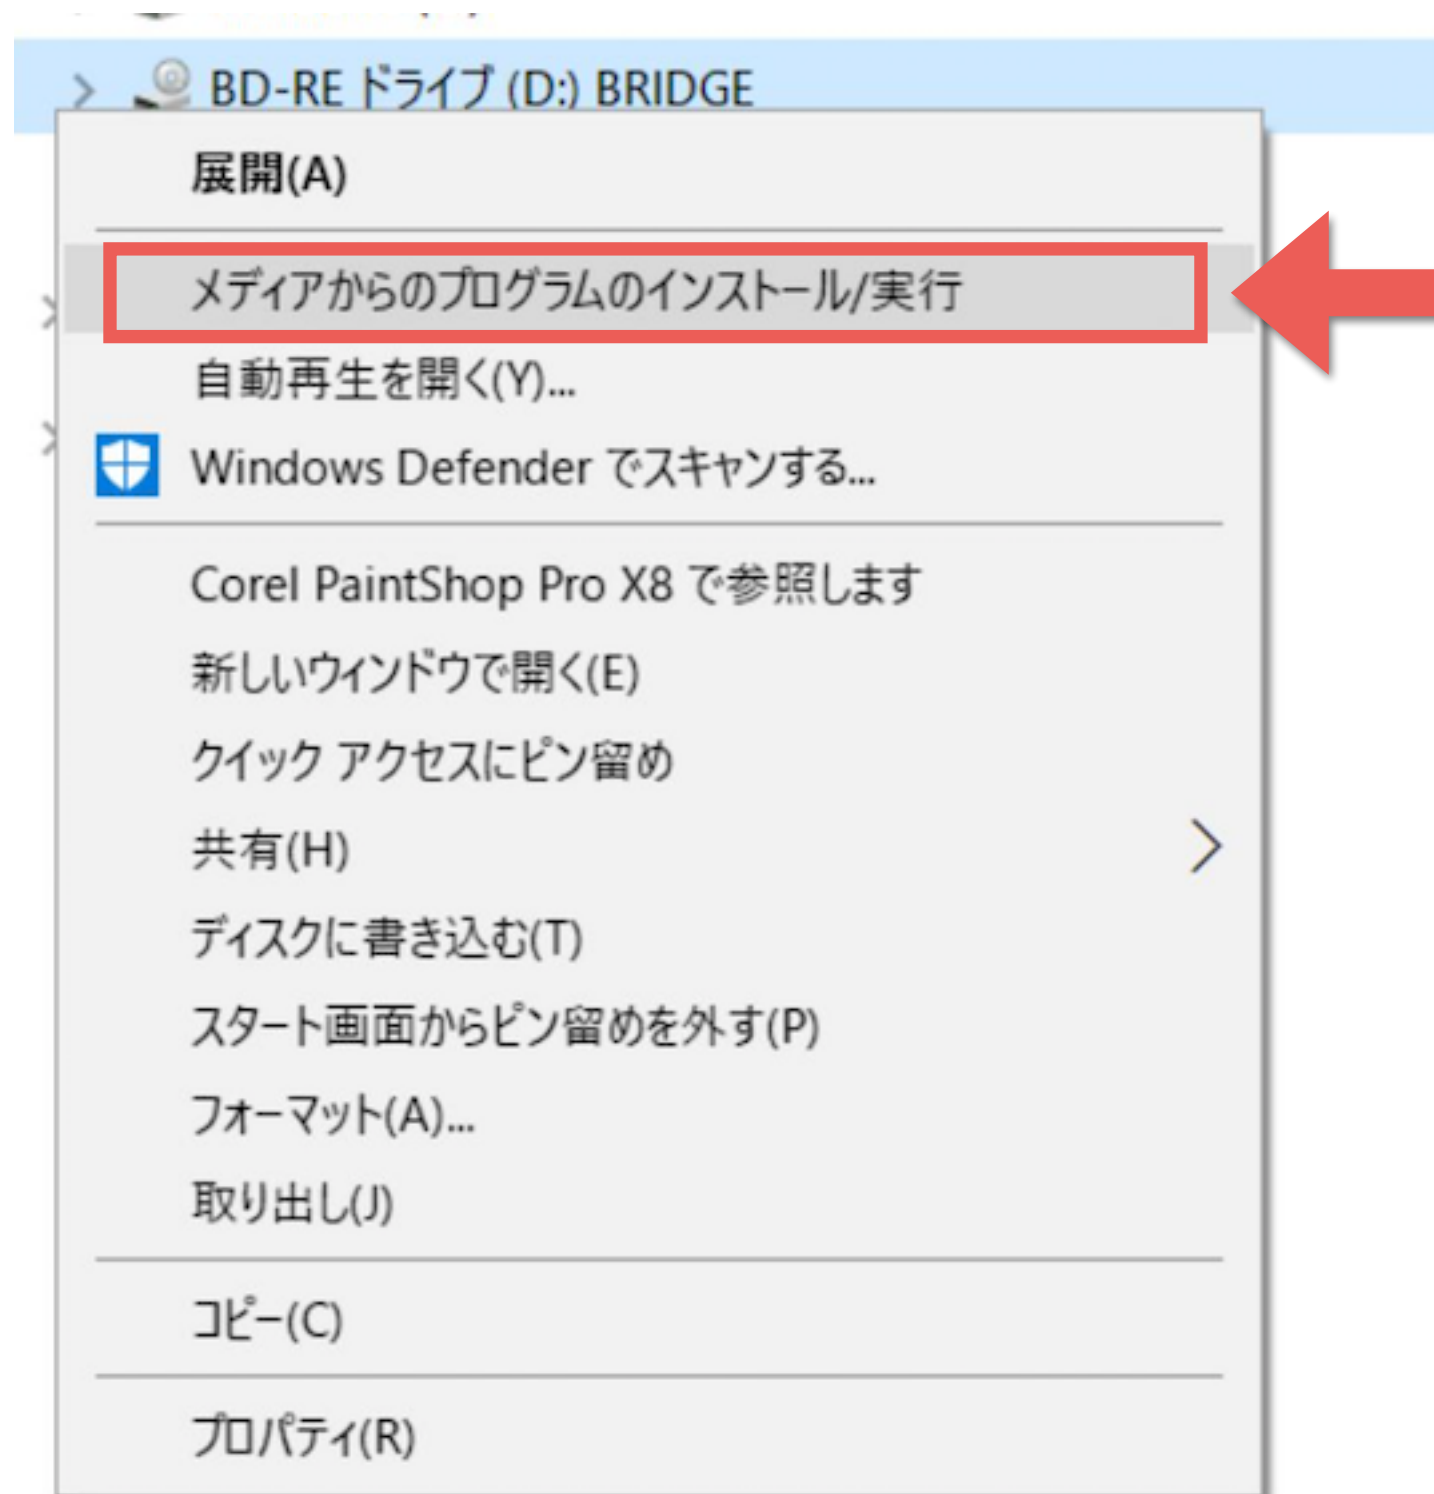 BD-RE ドライブ (D:) BRIDGE
展開(A)
メディアからのプログラムのインストール/実行
自動再生を開く(Y)...
Windows Defender でスキャンする...
Corel PaintShop Pro X8 で参照します
新しいウィンドウで開く(E)
クイック アクセスにピン留め
共有(H)
ディスクに書き込む(T)
スタート画面からピン留めを外す(P)
フォーマット(A)...
取り出し(J)
コピー(C)
プロパティ(R)